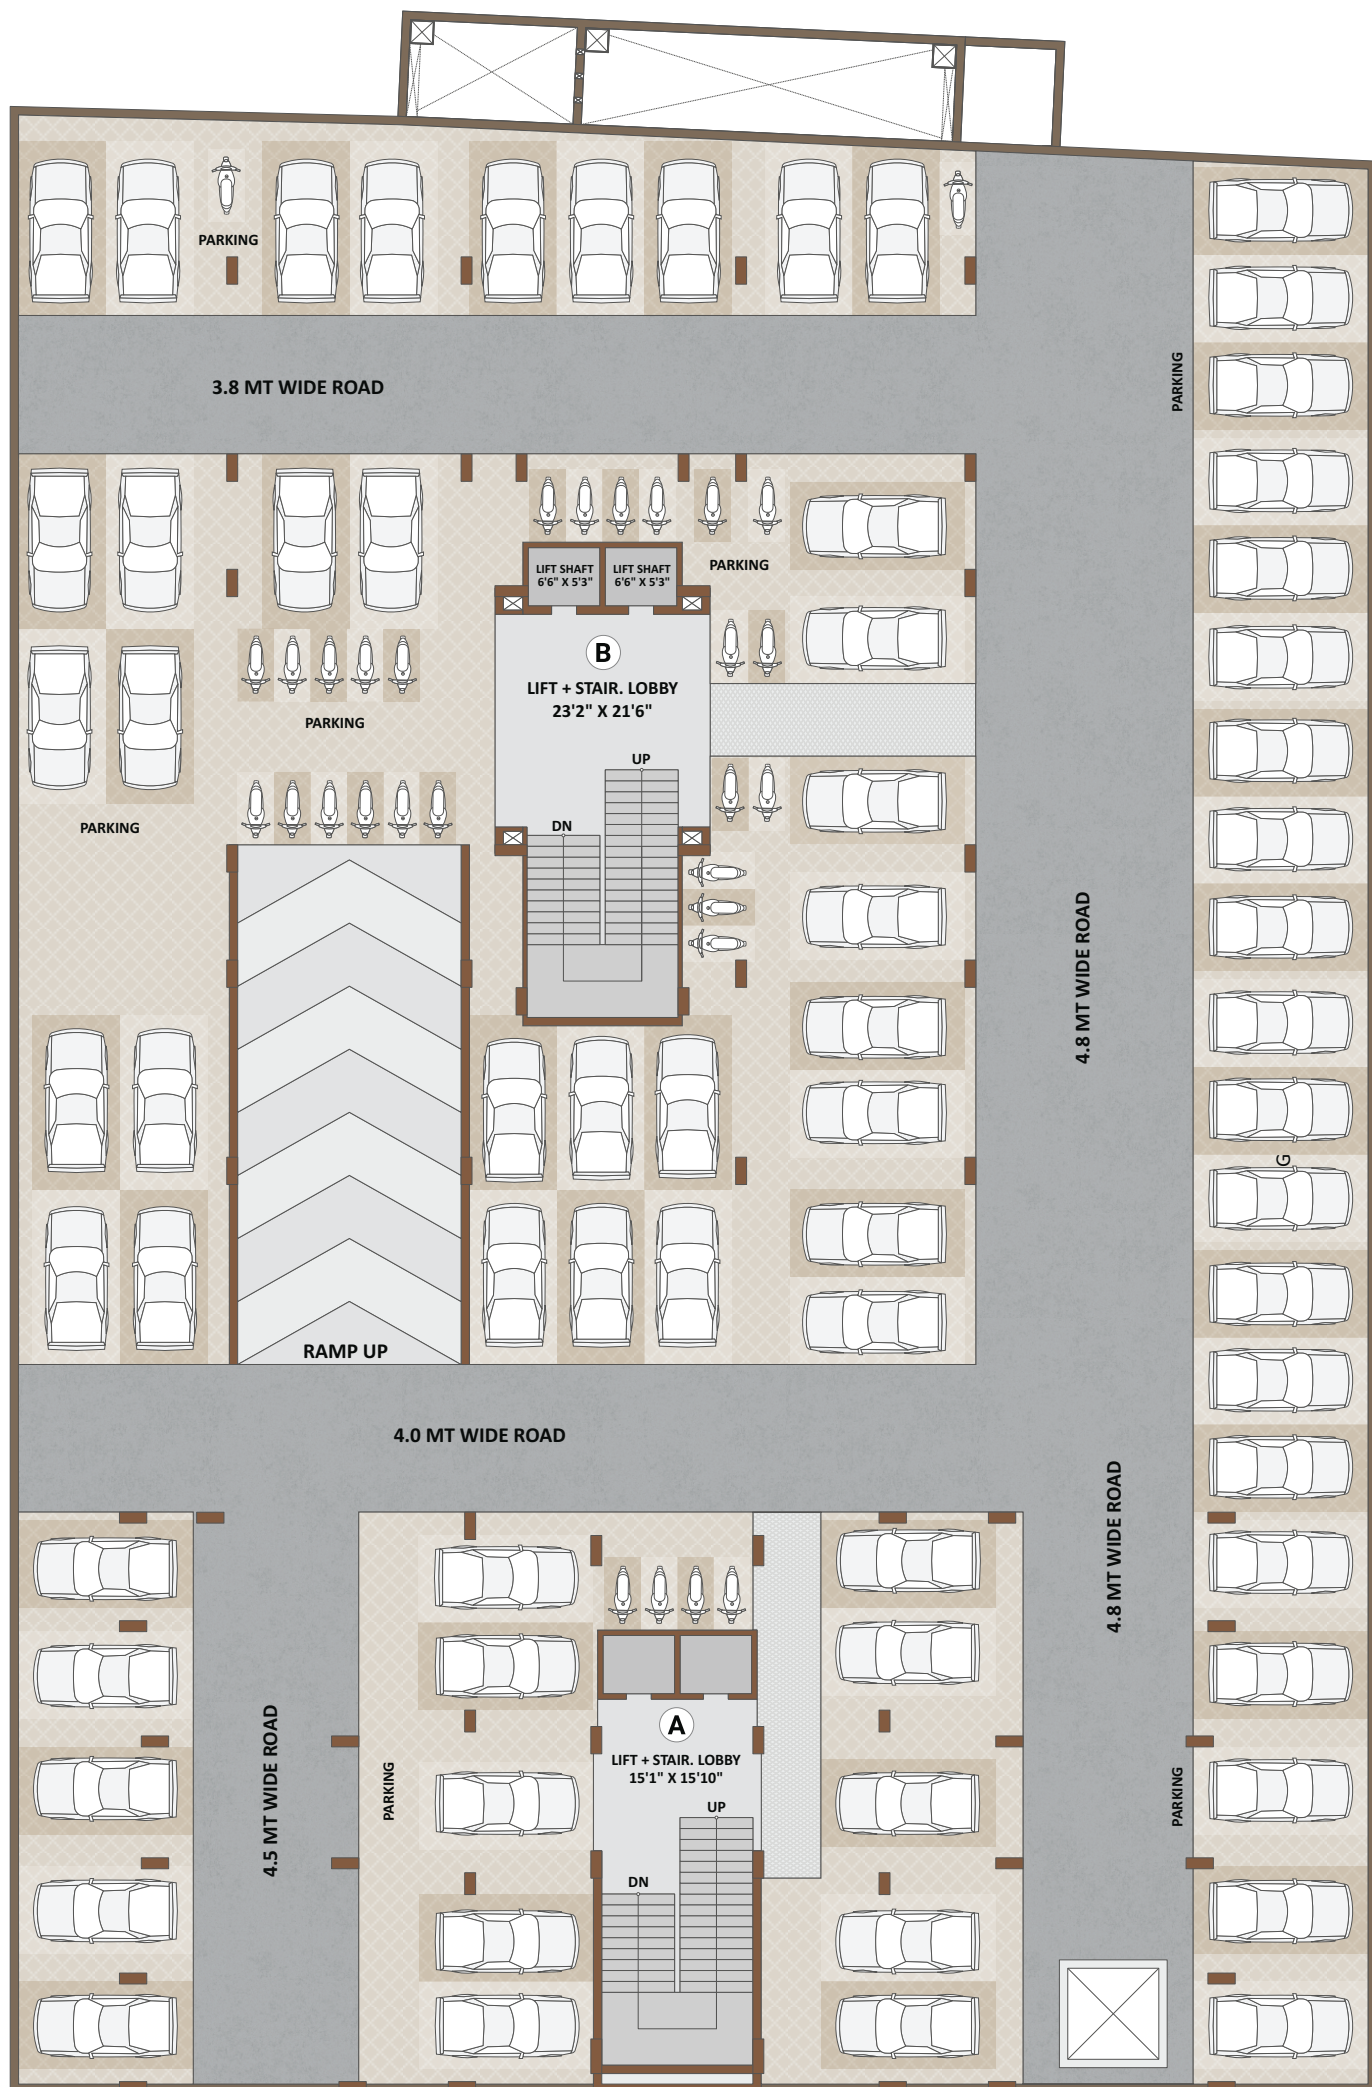 PARKING
3.8 MT WIDE ROAD
PARKING
LIFT SHAFT
6'6" X 5'3"
LIFT SHAFT
6'6" X 5'3"
PARKING
B
LIFT + STAIR. LOBBY
23'2" X 21'6"
PARKING
UP
DN
PARKING
4.8 MT WIDE ROAD
G
RAMP UP
4.0 MT WIDE ROAD
4.8 MT WIDE ROAD
4.5 MT WIDE ROAD
PARKING
A
LIFT + STAIR. LOBBY
15'1" X 15'10"
PARKING
UP
DN